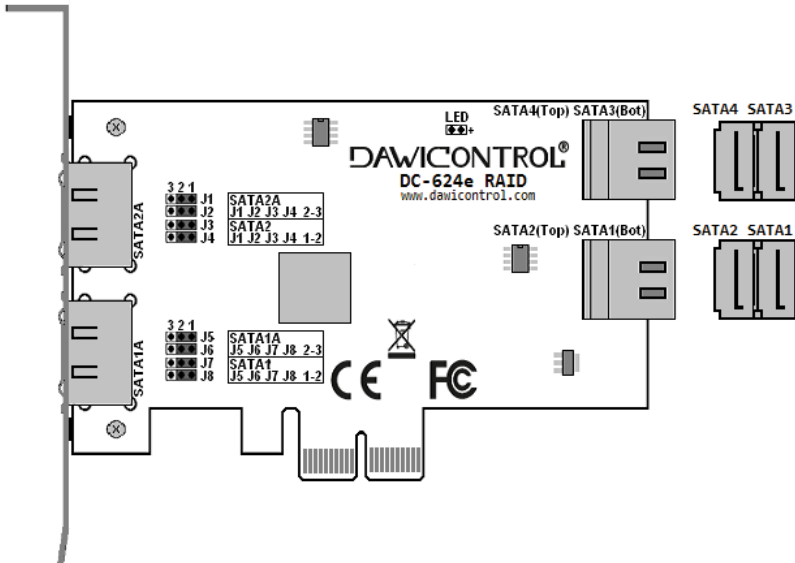 SATA4(Top) SATA3(Bot)
SATA4 SATA3
LED
+
DAWICONTROL®
DC-624e RAID
www.dawicontrol.com
3 2 1
J1
J2
J3
J4
SATA2A
J1 J2 J3 J4 2-3
SATA2
J1 J2 J3 J4 1-2
SATA2A
SATA2(Top) SATA1(Bot)
SATA2 SATA1
3 2 1
J5
J6
J7
J8
SATA1A
J5 J6 J7 J8 2-3
SATA1
J5 J6 J7 J8 1-2
SATA1A
CE
FC